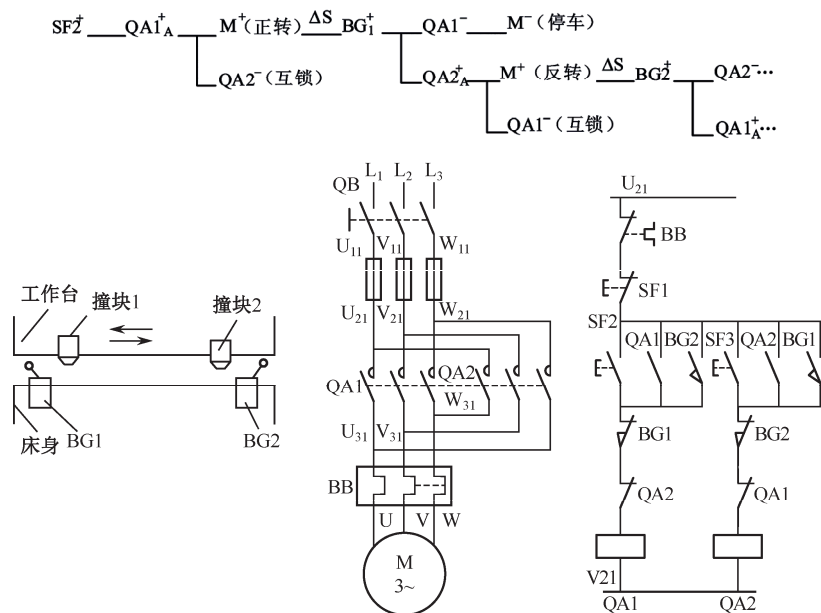 SF2⁺ QA1⁺A M⁺(正转) ΔS BG⁺1 QA1⁻ M⁻(停车)
QA2⁻(互锁) QA2⁺A M⁺(反转) ΔS BG2⁺ QA2⁻…
QA1⁻(互锁) QA1⁺A…
工作台
撞块1
撞块2
床身
BG1
BG2
L1 L2 L3
QB
U11 V11 W11
U21 V21 W21
QA1
QA2
W31
U31 V31
BB
U V W
M
3~
U21
BB
SF1
SF2
QA1 BG2 SF3 QA2 BG1
BG1 BG2
QA2 QA1
V21
QA1 QA2